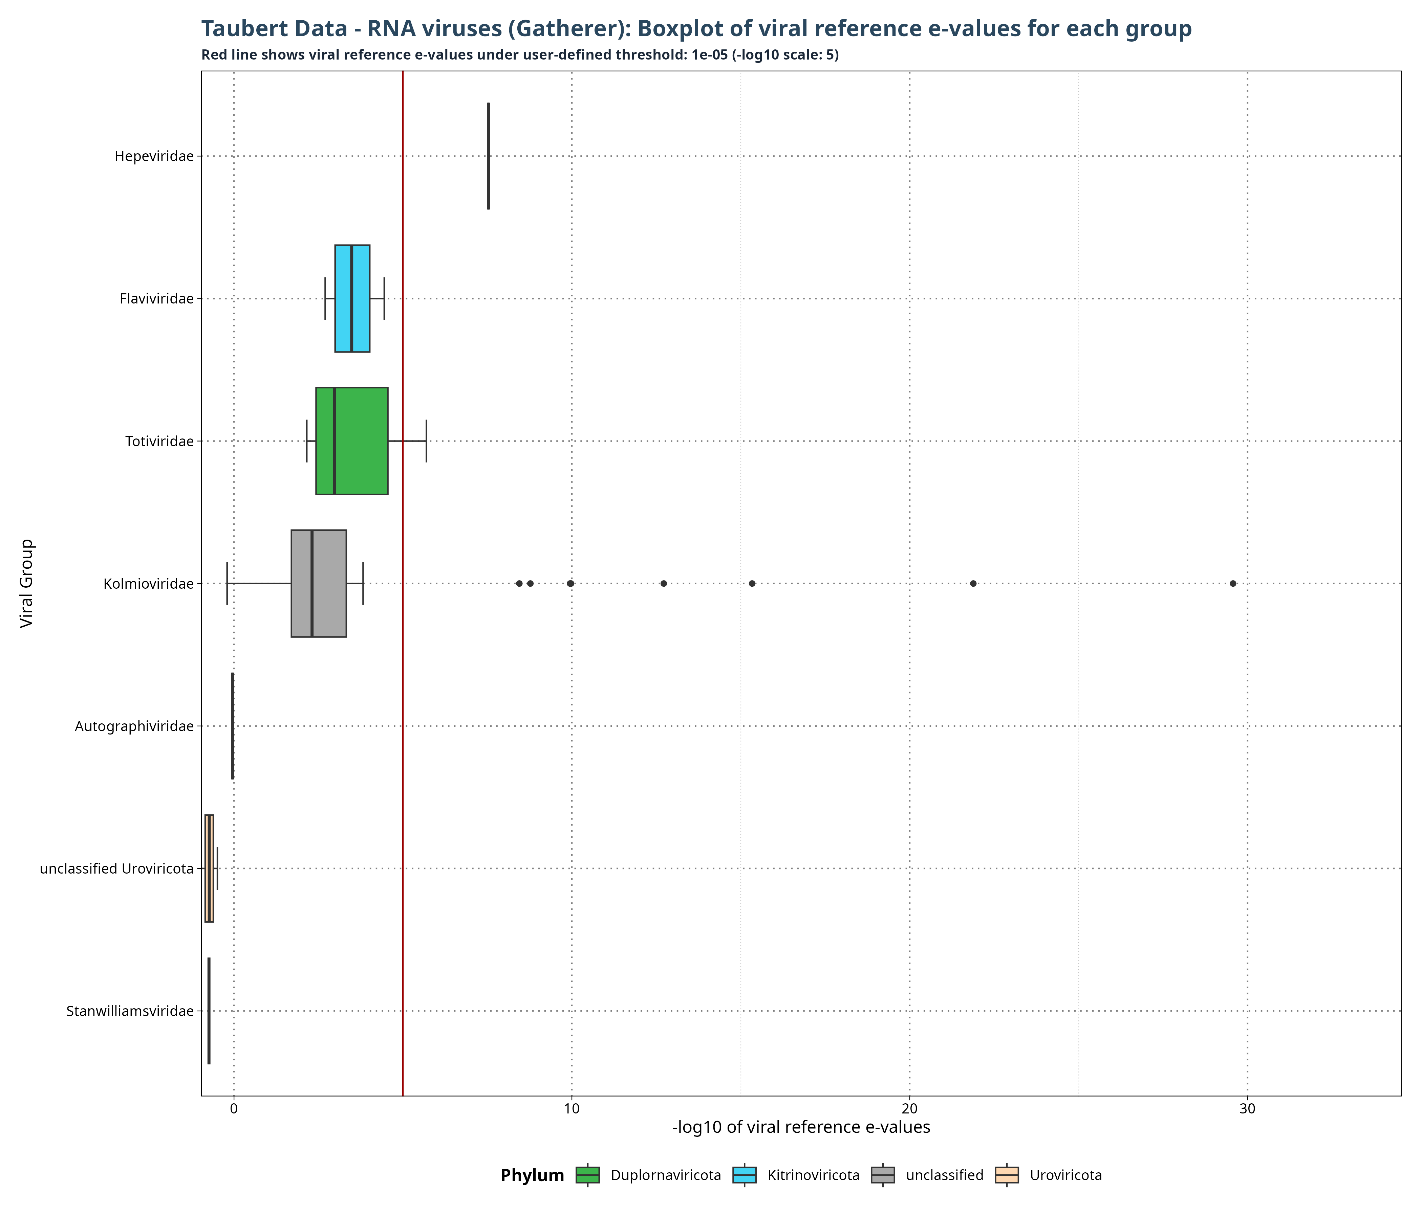 Taubert Data - RNA viruses (Gatherer): Boxplot of viral reference e-values for each group
Red line shows viral reference e-values under user-defined threshold: 1e-05 (-log10 scale: 5)
Viral Group
Hepeviridae
Flaviviridae
Totiviridae
Kolmioviridae
Autographiviridae
unclassified Uroviricota
Stanwilliamsviridae
0 10 20 30
-log10 of viral reference e-values
Phylum Duplornaviricota Kitrinoviricota unclassified Uroviricota